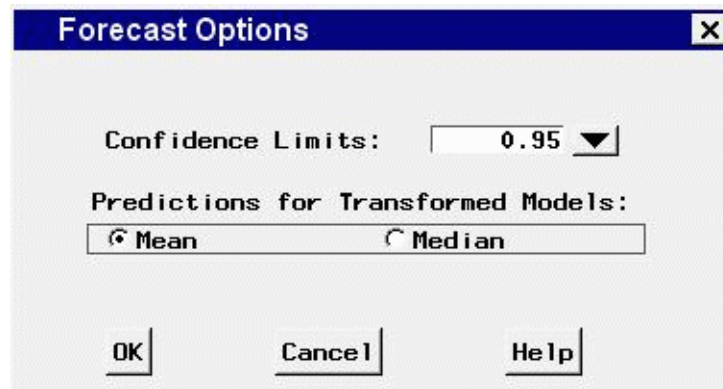 Forecast Options
Confidence Limits: 0.95
Predictions for Transformed Models:
Mean Median
OK Cancel Help